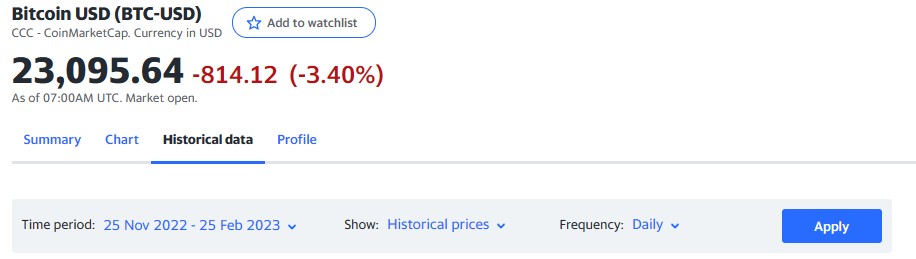 Bitcoin USD (BTC-USD)
Add to watchlist
CCC - CoinMarketCap. Currency in USD
23,095.64 -814.12 (-3.40%)
As of 07:00AM UTC. Market open.
Summary Chart Historical data Profile
Time period: 25 Nov 2022 - 25 Feb 2023 Show: Historical prices Frequency: Daily Apply